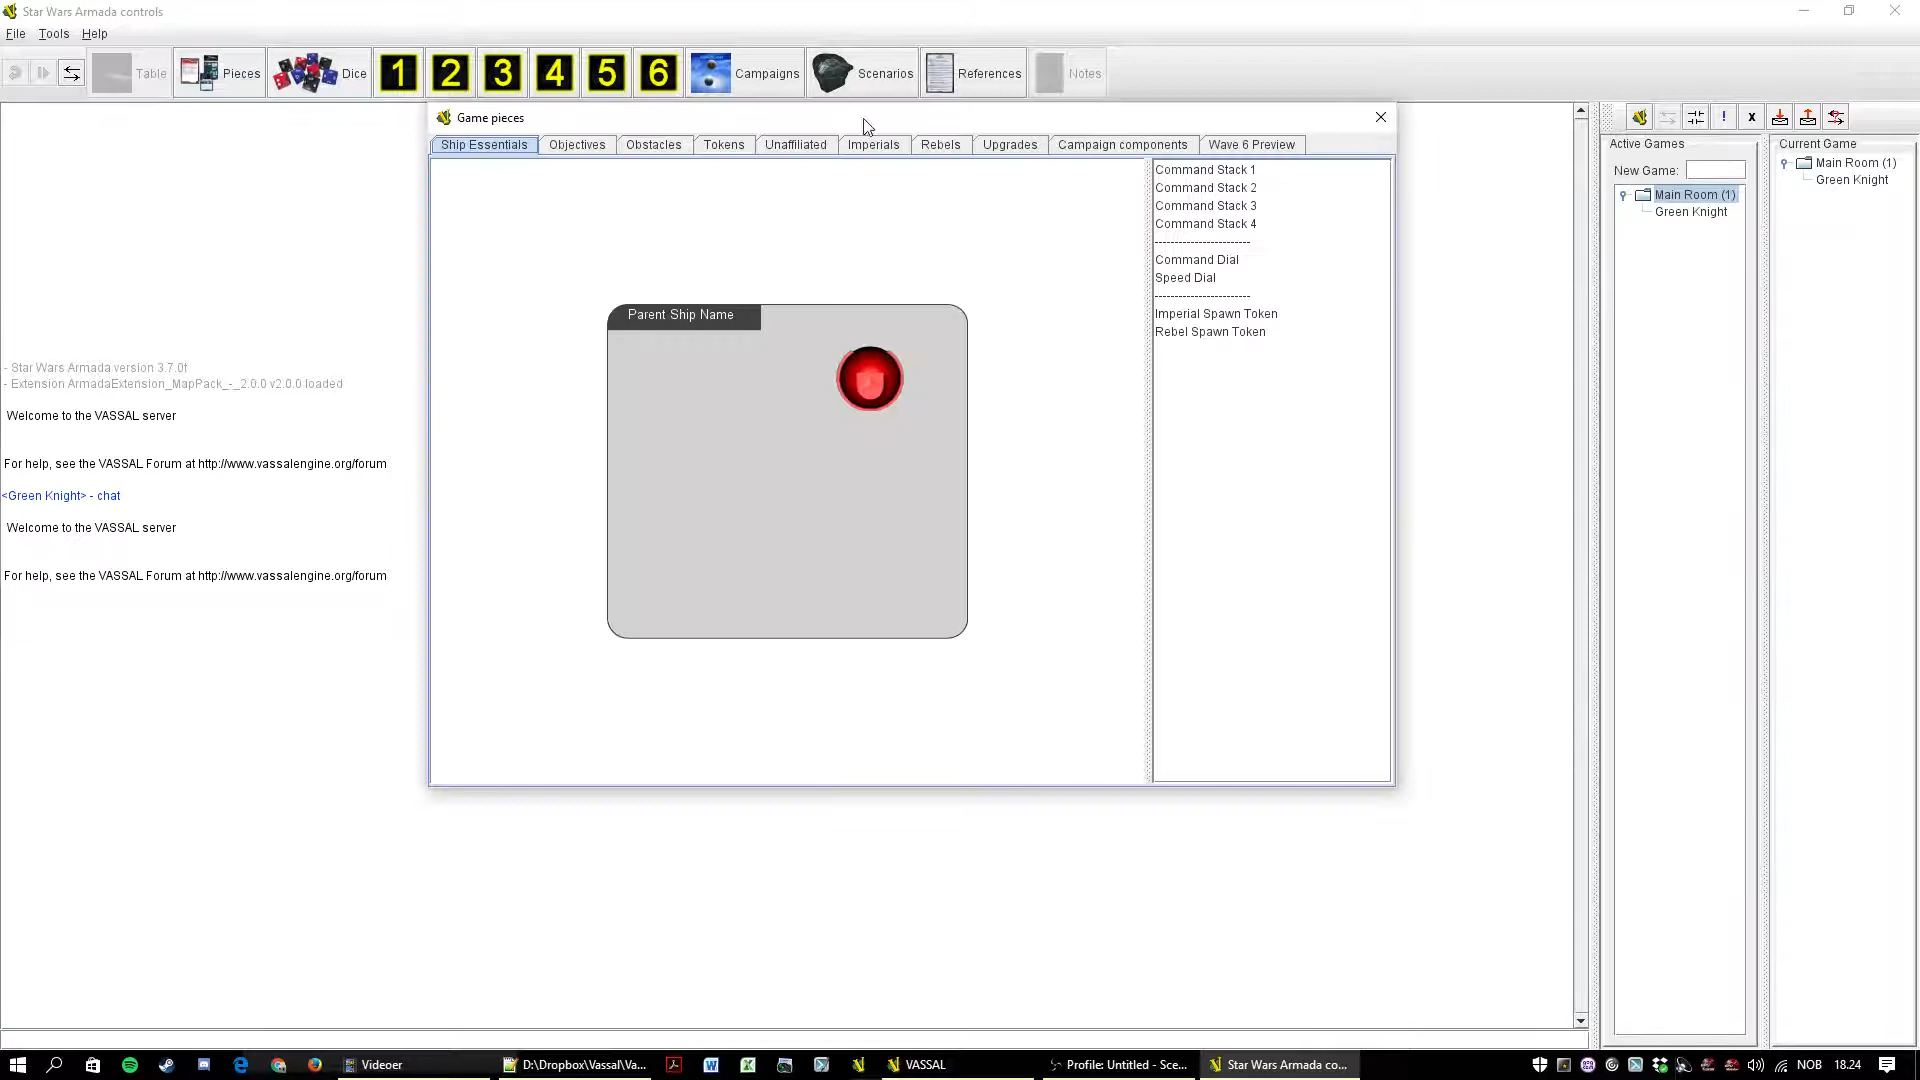 Star Wars Armada controls
File Tools Help
Table Pieces Dice 1 2 3 4 5 6 Campaigns Scenarios References Notes
Game pieces
Ship Essentials Objectives Obstacles Tokens Unaffiliated Imperials Rebels Upgrades Campaign components Wave 6 Preview
Parent Ship Name
Command Stack 1
Command Stack 2
Command Stack 3
Command Stack 4
------------------------
Command Dial
Speed Dial
------------------------
Imperial Spawn Token
Rebel Spawn Token
- Star Wars Armada version 3.7.0f
- Extension ArmadaExtension_MapPack_-_2.0.0 v2.0.0 loaded
Welcome to the VASSAL server
For help, see the VASSAL Forum at http://www.vassalengine.org/forum
<Green Knight> - chat
Welcome to the VASSAL server
For help, see the VASSAL Forum at http://www.vassalengine.org/forum
Active Games
New Game:
Main Room (1)
Green Knight
Current Game
Main Room (1)
Green Knight
Videoer D:\Dropbox\Vassal\Va... VASSAL Profile: Untitled - Sce... Star Wars Armada co... NOB 18.24